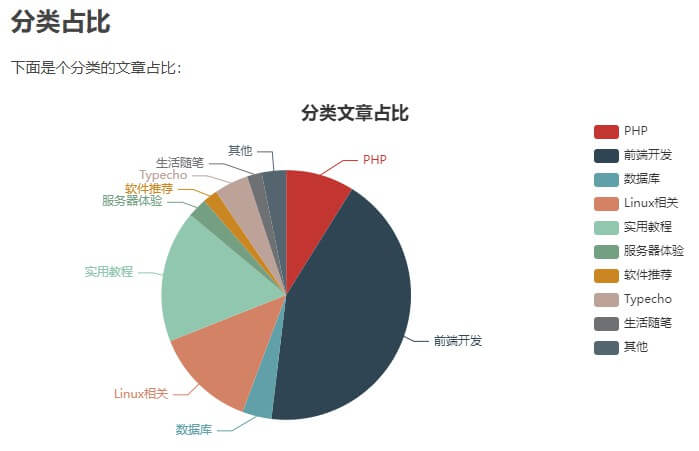 分类占比
下面是个分类的文章占比：
分类文章占比
其他
PHP
生活随笔
Typecho
软件推荐
服务器体验
实用教程
前端开发
Linux相关
数据库
PHP
前端开发
数据库
Linux相关
实用教程
服务器体验
软件推荐
Typecho
生活随笔
其他